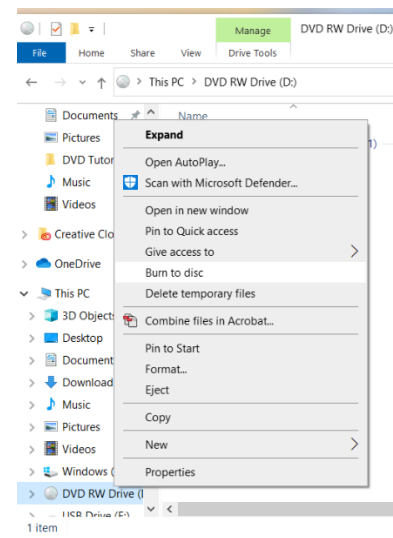 Manage
DVD RW Drive (D:)
File
Home
Share
View
Drive Tools
This PC
DVD RW Drive (D:)
Documents
Name
Pictures
DVD Tutor
Music
Videos
Creative Clo
OneDrive
This PC
3D Objects
Desktop
Document
Download
Music
Pictures
Videos
Windows (
DVD RW Drive (
USB Drive (F:)
1 item
1)
Expand
Open AutoPlay...
Scan with Microsoft Defender...
Open in new window
Pin to Quick access
Give access to
Burn to disc
Delete temporary files
Combine files in Acrobat...
Pin to Start
Format...
Eject
Copy
New
Properties